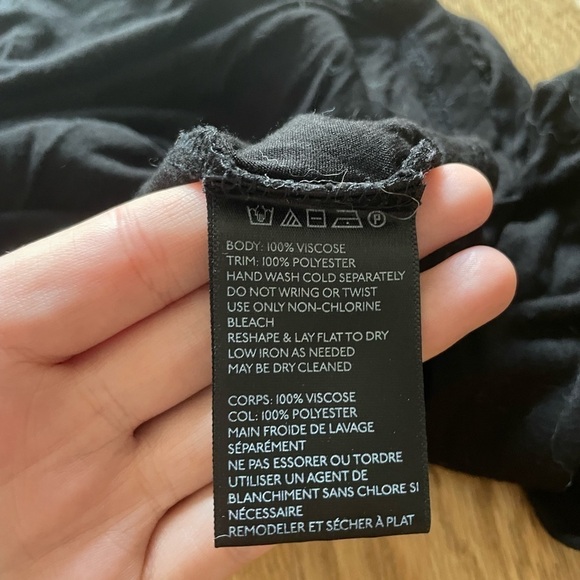 P
BODY: 100% VISCOSE
TRIM: 100% POLYESTER
HAND WASH COLD SEPARATELY
DO NOT WRING OR TWIST
USE ONLY NON-CHLORINE
BLEACH
RESHAPE & LAY FLAT TO DRY
LOW IRON AS NEEDED
MAY BE DRY CLEANED
CORPS: 100% VISCOSE
COL: 100% POLYESTER
MAIN FROIDE DE LAVAGE
SÉPARÉMENT
NE PAS ESSORER OU TORDRE
UTILISER UN AGENT DE
BLANCHIMENT SANS CHLORE SI
NÉCESSAIRE
REMODELER ET SÉCHER À PLAT